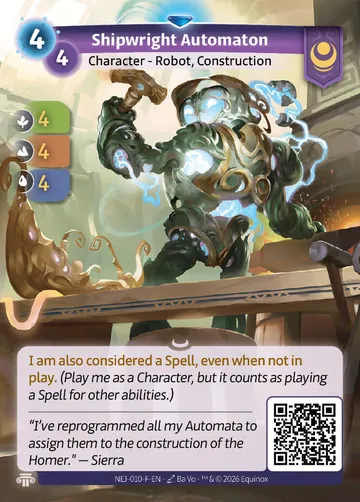 4
4
Shipwright Automaton
Character - Robot, Construction
4
4
4
I am also considered a Spell, even when not in
play. (Play me as a Character, but it counts as playing
a Spell for other abilities.)
“I’ve reprogrammed all my Automata to
assign them to the construction of the
Homer.” — Sierra
NEJ-010-F-EN - Ba Vo - ™& © 2026 Equinox